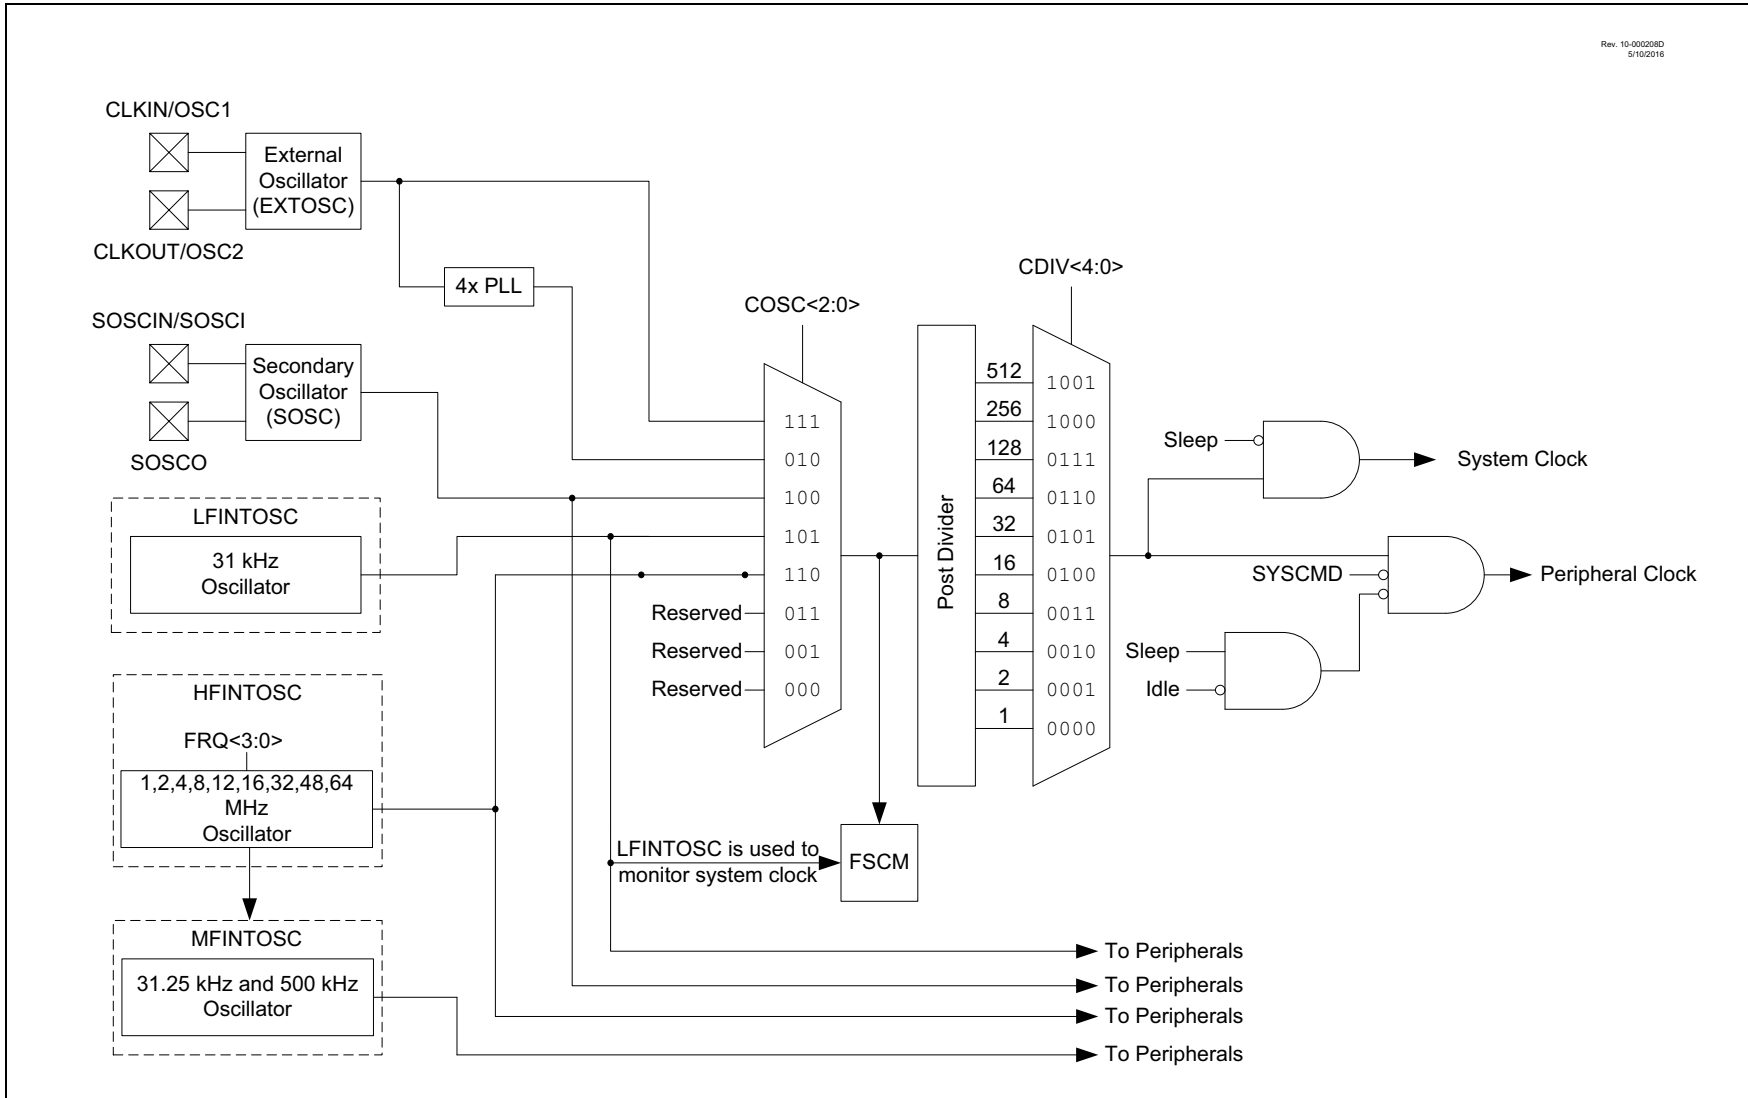 Rev. 10-000208D
5/10/2016
CLKIN/OSC1
External
Oscillator
(EXTOSC)
CLKOUT/OSC2
4x PLL
SOSCIN/SOSCI
Secondary
Oscillator
(SOSC)
SOSCO
LFINTOSC
31 kHz
Oscillator
HFINTOSC
FRQ<3:0>
1,2,4,8,12,16,32,48,64
MHz
Oscillator
MFINTOSC
31.25 kHz and 500 kHz
Oscillator
COSC<2:0>
111
010
100
101
110
Reserved 011
Reserved 001
Reserved 000
LFINTOSC is used to
monitor system clock
FSCM
Post Divider
CDIV<4:0>
512 1001
256 1000
128 0111
64 0110
32 0101
16 0100
8 0011
4 0010
2 0001
1 0000
Sleep
System Clock
SYSCMD
Peripheral Clock
Sleep
Idle
To Peripherals
To Peripherals
To Peripherals
To Peripherals